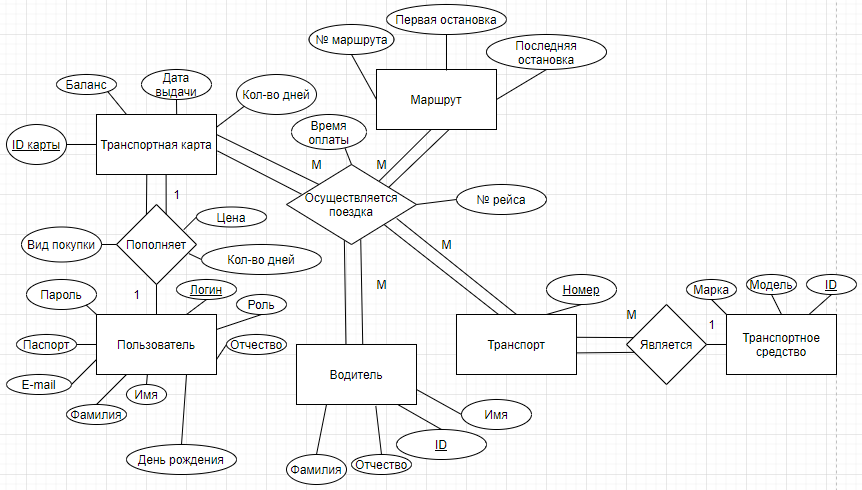 Первая остановка
№ маршрута
Последняя
остановка
Маршрут
Баланс
Дата
выдачи
Кол-во дней
ID карты
Транспортная карта
Время
оплаты
М
М
1
Осуществляется
поездка
№ рейса
Цена
Вид покупки
Пополняет
Кол-во дней
М
М
1
Логин
Пароль
Роль
Паспорт
Пользователь
Отчество
E-mail
Имя
Фамилия
День рождения
Водитель
Имя
ID
Фамилия
Отчество
Номер
Транспорт
М
Является
1
Марка
Модель
ID
Транспортное
средство